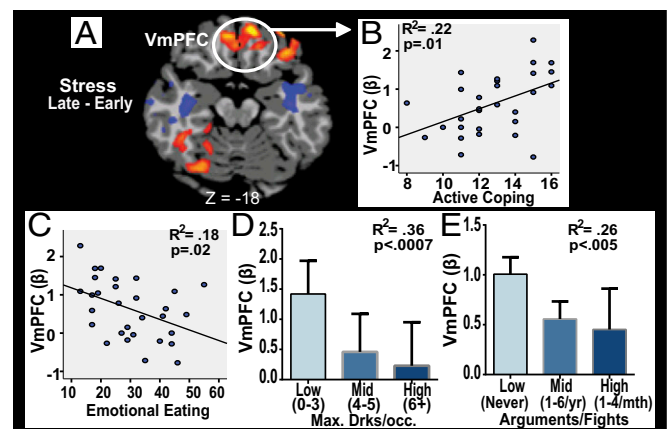 A
VmPFC
Stress
Late - Early
Z = -18
B
R²= .22
p=.01
VmPFC (β)
2
1
0
-1
8 10 12 14 16
Active Coping
C
R²= .18
p=.02
VmPFC (β)
2
1
0
-1
10 20 30 40 50 60
Emotional Eating
D
R²= .36
p<.0007
VmPFC (β)
2.5
2.0
1.5
1.0
0.5
0.0
Low Mid High
(0-3) (4-5) (6+)
Max. Drks/occ.
E
R²= .26
p<.005
VmPFC (β)
1.5
1.0
0.5
0.0
Low Mid High
(Never) (1-6/yr) (1-4/mth)
Arguments/Fights